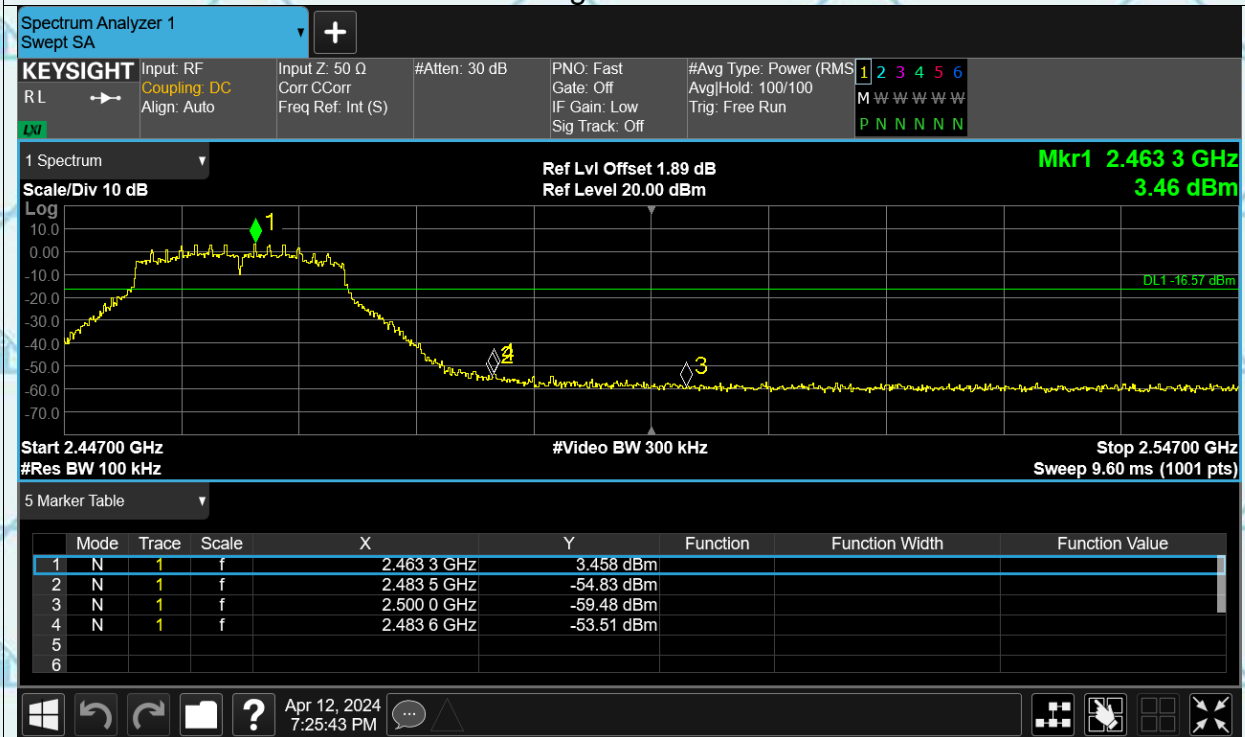 Spectrum Analyzer 1
Swept SA
+
KEYSIGHT
RL
LXI
Input: RF
Coupling: DC
Align: Auto
Input Z: 50 Ω
Corr CCorr
Freq Ref: Int (S)
#Atten: 30 dB
PNO: Fast
Gate: Off
IF Gain: Low
Sig Track: Off
#Avg Type: Power (RMS
Avg|Hold: 100/100
Trig: Free Run
1 2 3 4 5 6
M W W W W W
P N N N N N
1 Spectrum
Scale/Div 10 dB
Ref Lvl Offset 1.89 dB
Ref Level 20.00 dBm
Mkr1 2.463 3 GHz
3.46 dBm
Log
10.0
0.00
-10.0
-20.0
-30.0
-40.0
-50.0
-60.0
-70.0
1
2
4
3
DL1 -16.57 dBm
Start 2.44700 GHz #Video BW 300 kHz Stop 2.54700 GHz
#Res BW 100 kHz Sweep 9.60 ms (1001 pts)
5 Marker Table
Mode Trace Scale X Y Function Function Width Function Value
1 N 1 f 2.463 3 GHz 3.458 dBm
2 N 1 f 2.483 5 GHz -54.83 dBm
3 N 1 f 2.500 0 GHz -59.48 dBm
4 N 1 f 2.483 6 GHz -53.51 dBm
5
6
?
Apr 12, 2024
7:25:43 PM